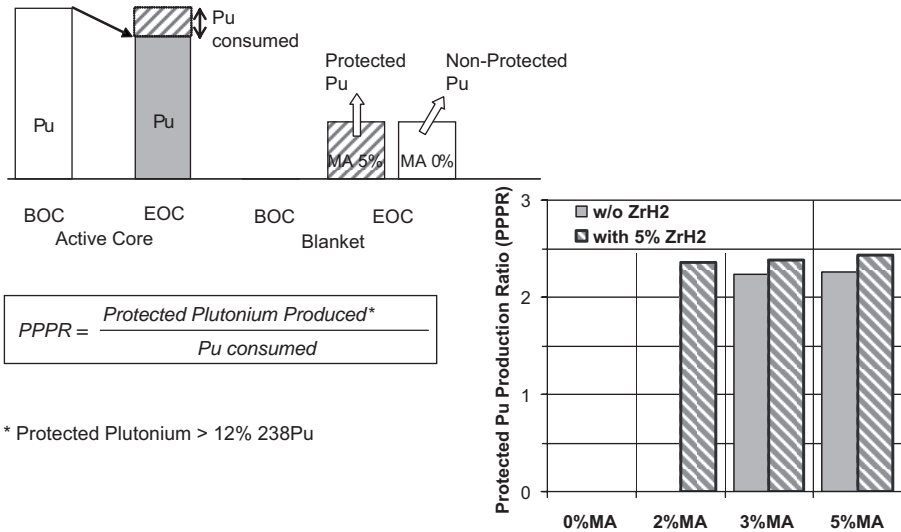 Pu
consumed
Protected
Pu
Non-Protected
Pu
Pu
Pu
MA 5%
MA 0%
BOC
EOC
BOC
EOC
Active Core
Blanket
PPPR = Protected Plutonium Produced*
Pu consumed
* Protected Plutonium > 12% 238Pu
Protected Pu Production Ratio (PPPR)
3
2
1
0
w/o ZrH2
with 5% ZrH2
0%MA
2%MA
3%MA
5%MA